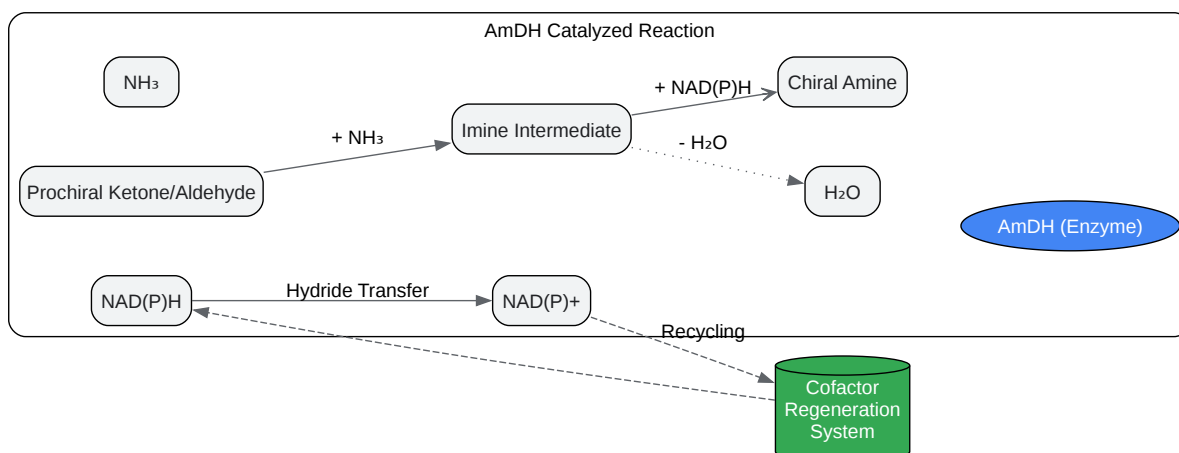 AmDH Catalyzed Reaction
NH₃
+ NAD(P)H
Chiral Amine
+ NH₃
Imine Intermediate
- H₂O
Prochiral Ketone/Aldehyde
H₂O
AmDH (Enzyme)
NAD(P)H
Hydride Transfer
NAD(P)+
Recycling
Cofactor
Regeneration
System